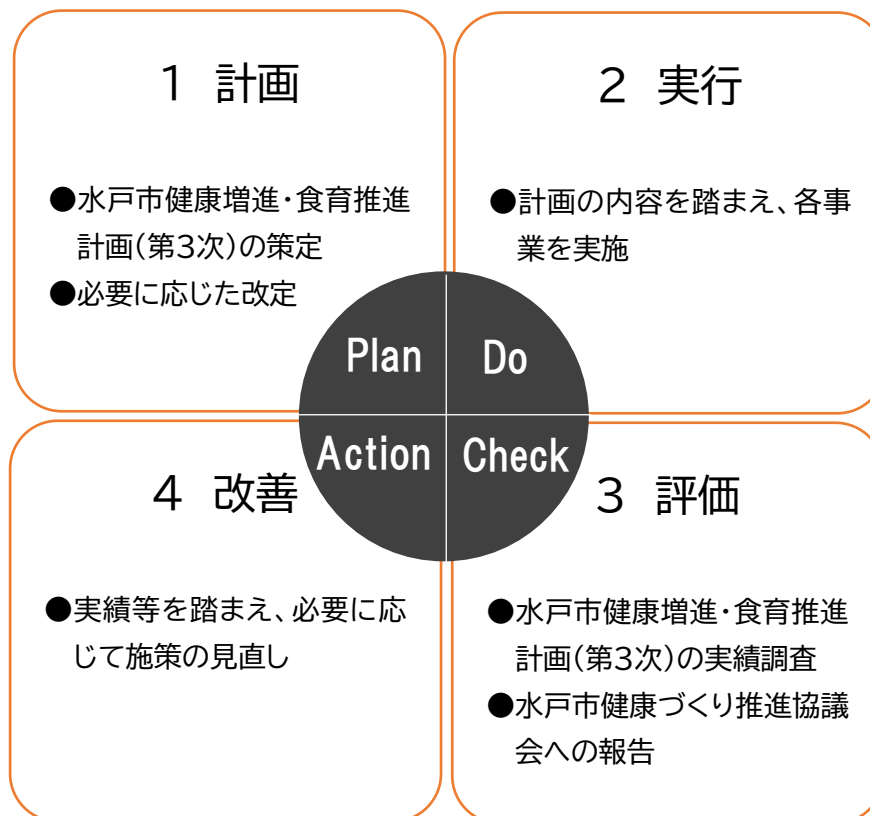 1 計画
●水戸市健康増進・食育推進
計画(第3次)の策定
●必要に応じた改定
2 実行
●計画の内容を踏まえ、各事
業を実施
Plan
Do
Action
Check
4 改善
●実績等を踏まえ、必要に応
じて施策の見直し
3 評価
●水戸市健康増進・食育推進
計画(第3次)の実績調査
●水戸市健康づくり推進協議
会への報告